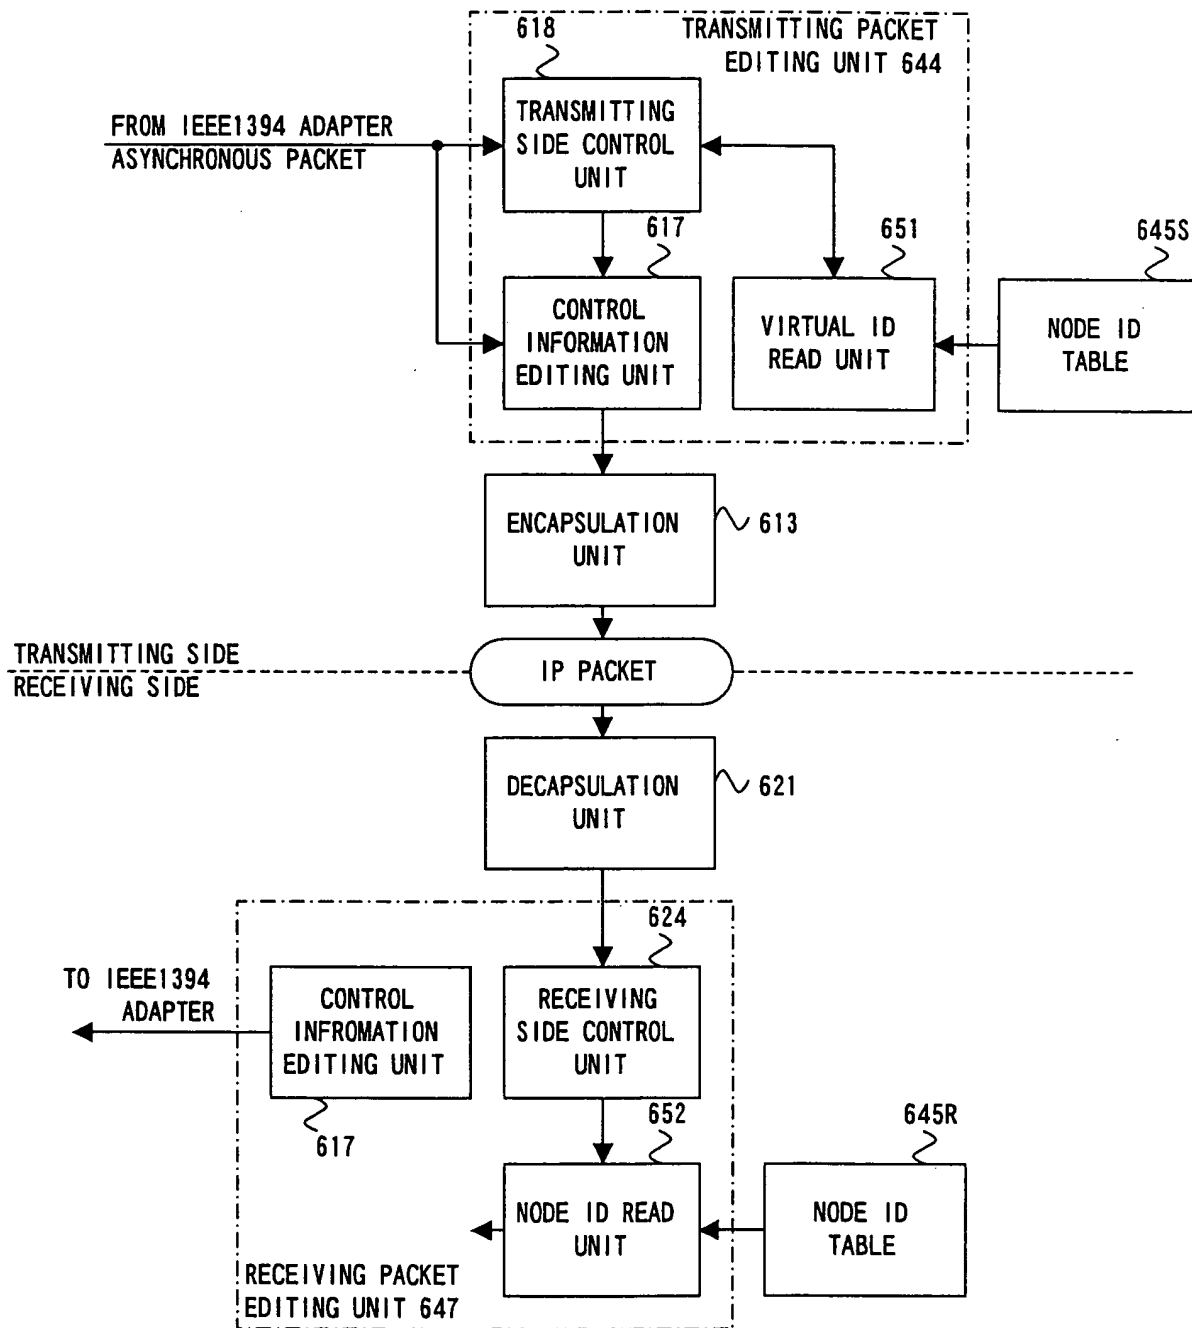 618
TRANSMITTING PACKET
EDITING UNIT 644
TRANSMITTING
SIDE CONTROL
UNIT
FROM IEEE1394 ADAPTER
ASYNCHRONOUS PACKET
617
651
645S
CONTROL
INFORMATION
EDITING UNIT
VIRTUAL ID
READ UNIT
NODE ID
TABLE
ENCAPSULATION
UNIT
613
TRANSMITTING SIDE
RECEIVING SIDE
IP PACKET
DECAPSULATION
UNIT
621
624
TO IEEE1394
ADAPTER
CONTROL
INFROMATION
EDITING UNIT
RECEIVING
SIDE CONTROL
UNIT
617
652
645R
NODE ID READ
UNIT
NODE ID
TABLE
RECEIVING PACKET
EDITING UNIT 647